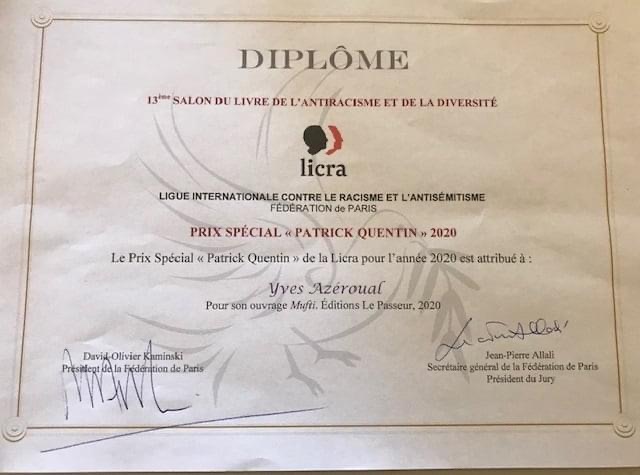 DIPLÔME
13ème SALON DU LIVRE DE L'ANTIRACISME ET DE LA DIVERSITÉ
licra
LIGUE INTERNATIONALE CONTRE LE RACISME ET L'ANTISÉMITISME
FÉDÉRATION de PARIS
PRIX SPÉCIAL « PATRICK QUENTIN » 2020
Le Prix Spécial « Patrick Quentin » de la Licra pour l'année 2020 est attribué à :
Yves Azéroual
Pour son ouvrage Mufti. Éditions Le Passeur, 2020
David-Olivier Kaminski
Président de la Fédération de Paris
Jean-Pierre Allali
Secrétaire général de la Fédération de Paris
Président du Jury